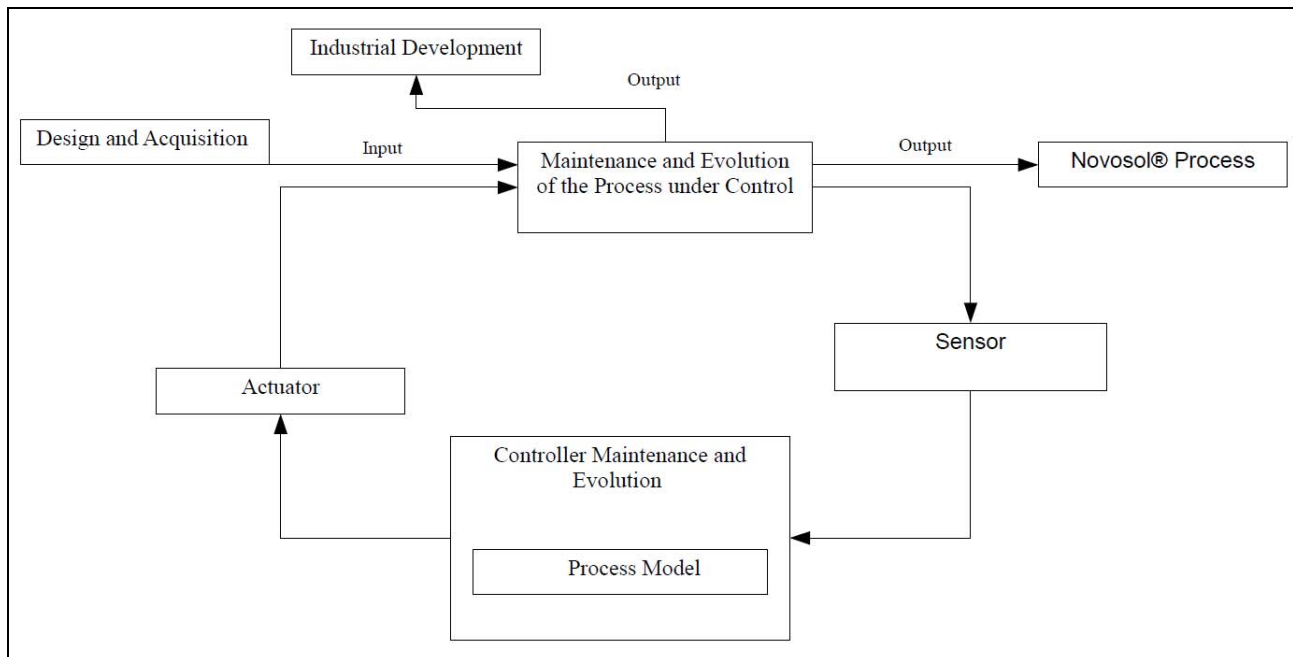 Industrial Development
Output
Design and Acquisition
Input
Maintenance and Evolution
of the Process under Control
Output
Novosol® Process
Sensor
Actuator
Controller Maintenance and
Evolution
Process Model